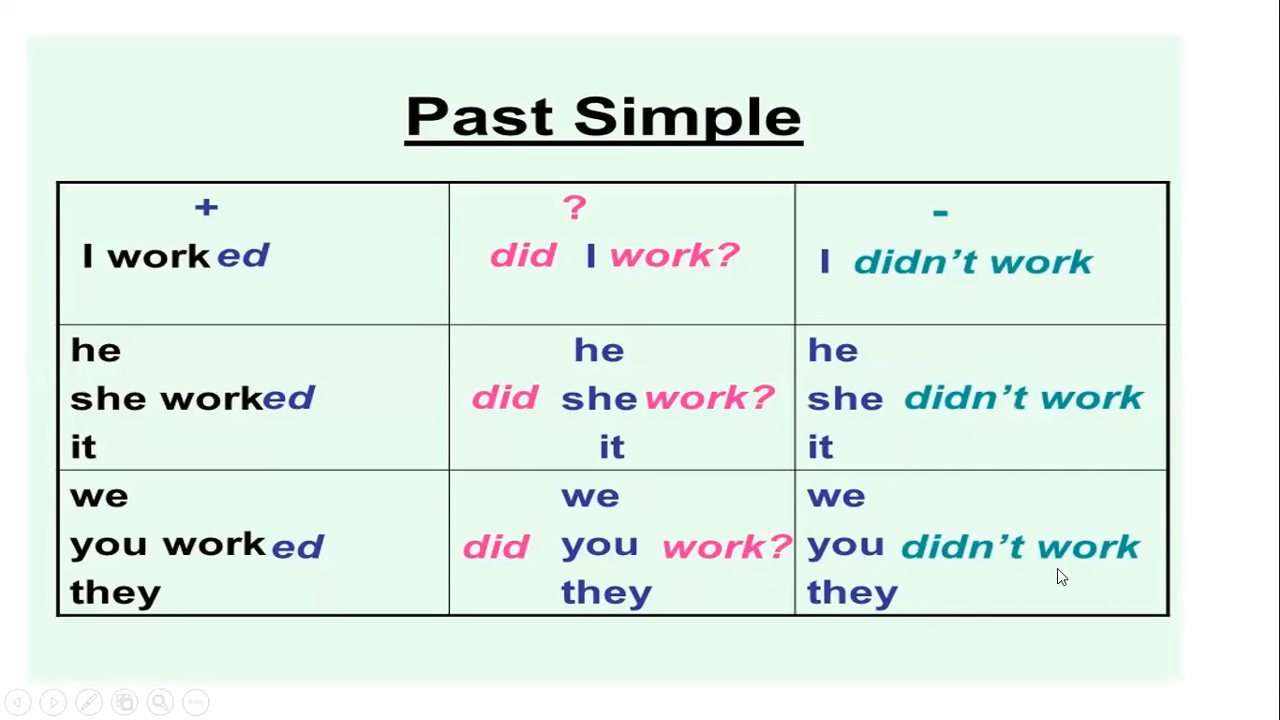 Past Simple
+
I worked
?
did I work?
-
I didn’t work
he
she worked
it
he
did she work?
it
he
she didn’t work
it
we
you worked
they
we
did you work?
they
we
you didn’t work
they